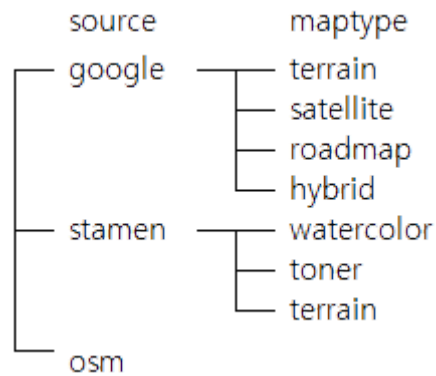 source maptype
google terrain
satellite
roadmap
hybrid
stamen watercolor
toner
terrain
osm